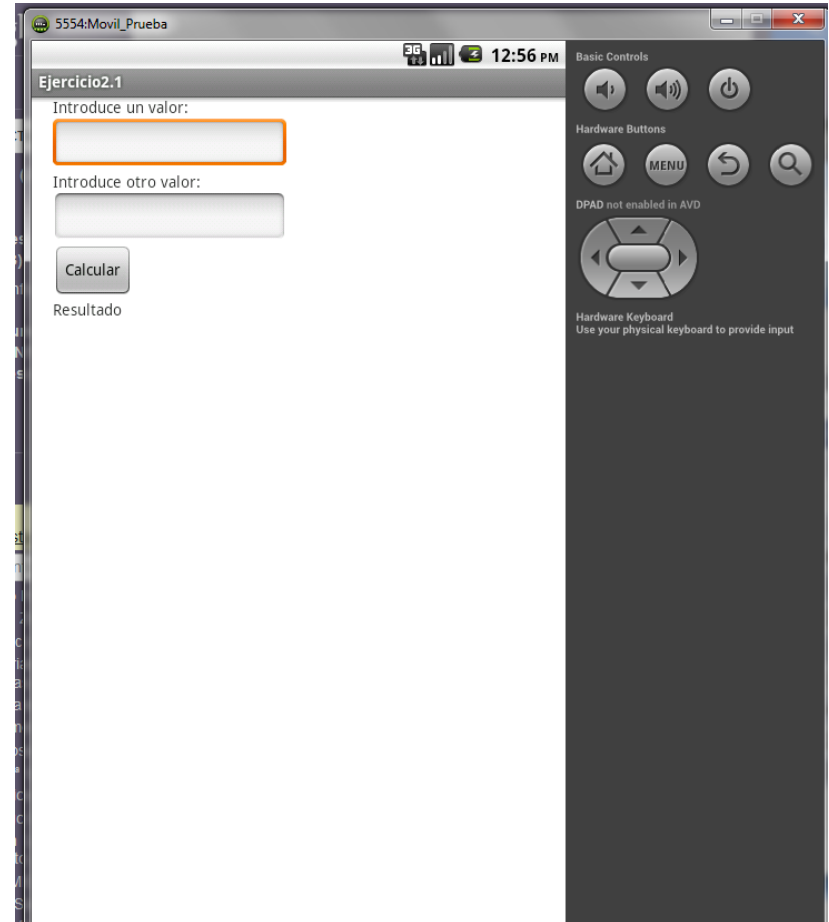 5554:Movil_Prueba
3G 12:56 PM
Ejercicio2.1
Introduce un valor:
Introduce otro valor:
Calcular
Resultado
Basic Controls
Hardware Buttons
MENU
DPAD not enabled in AVD
Hardware Keyboard
Use your physical keyboard to provide input